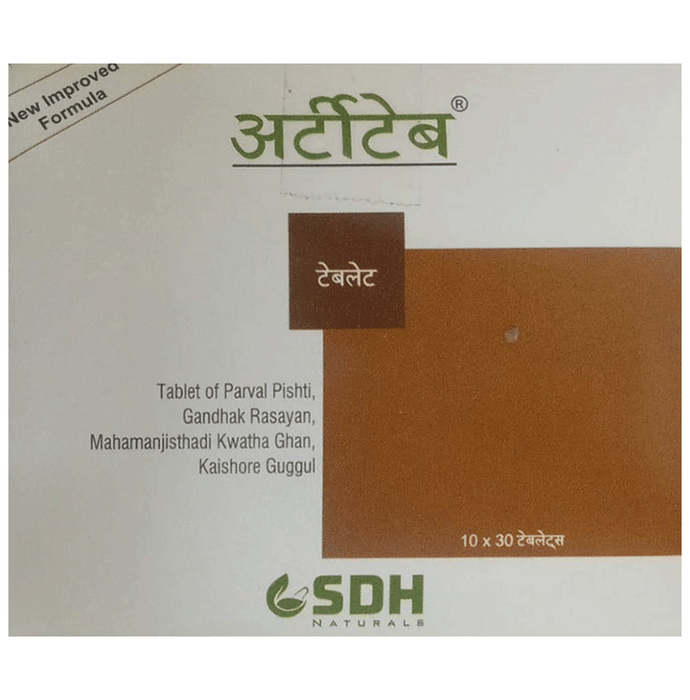 New Improved
Formula
अर्टीटेब®
टेबलेट
Tablet of Parval Pishti,
Gandhak Rasayan,
Mahamanjisthadi Kwatha Ghan,
Kaishore Guggul
10 x 30 टेबलेट्स
SDH
NATURALS